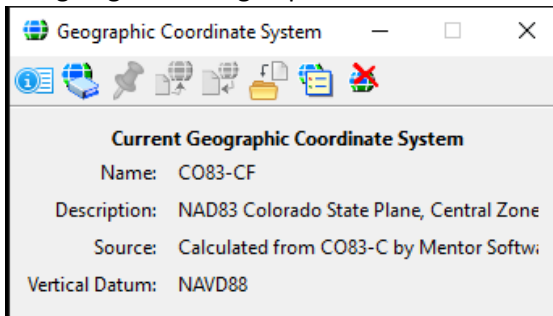 Geographic Coordinate System
Current Geographic Coordinate System
Name: CO83-CF
Description: NAD83 Colorado State Plane, Central Zone
Source: Calculated from CO83-C by Mentor Softw
Vertical Datum: NAVD88